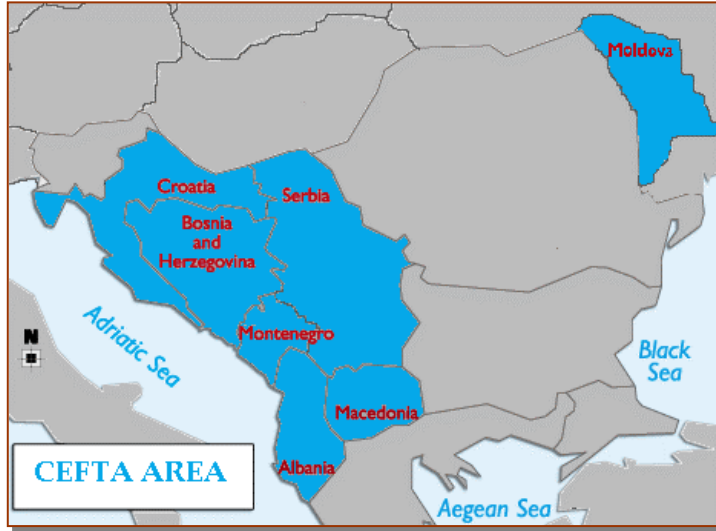 Moldova
Croatia
Serbia
Bosnia
and
Herzegovina
Adriatic Sea
N
Montenegro
Black
Sea
Macedonia
CEFTA AREA
Albania
Aegean Sea